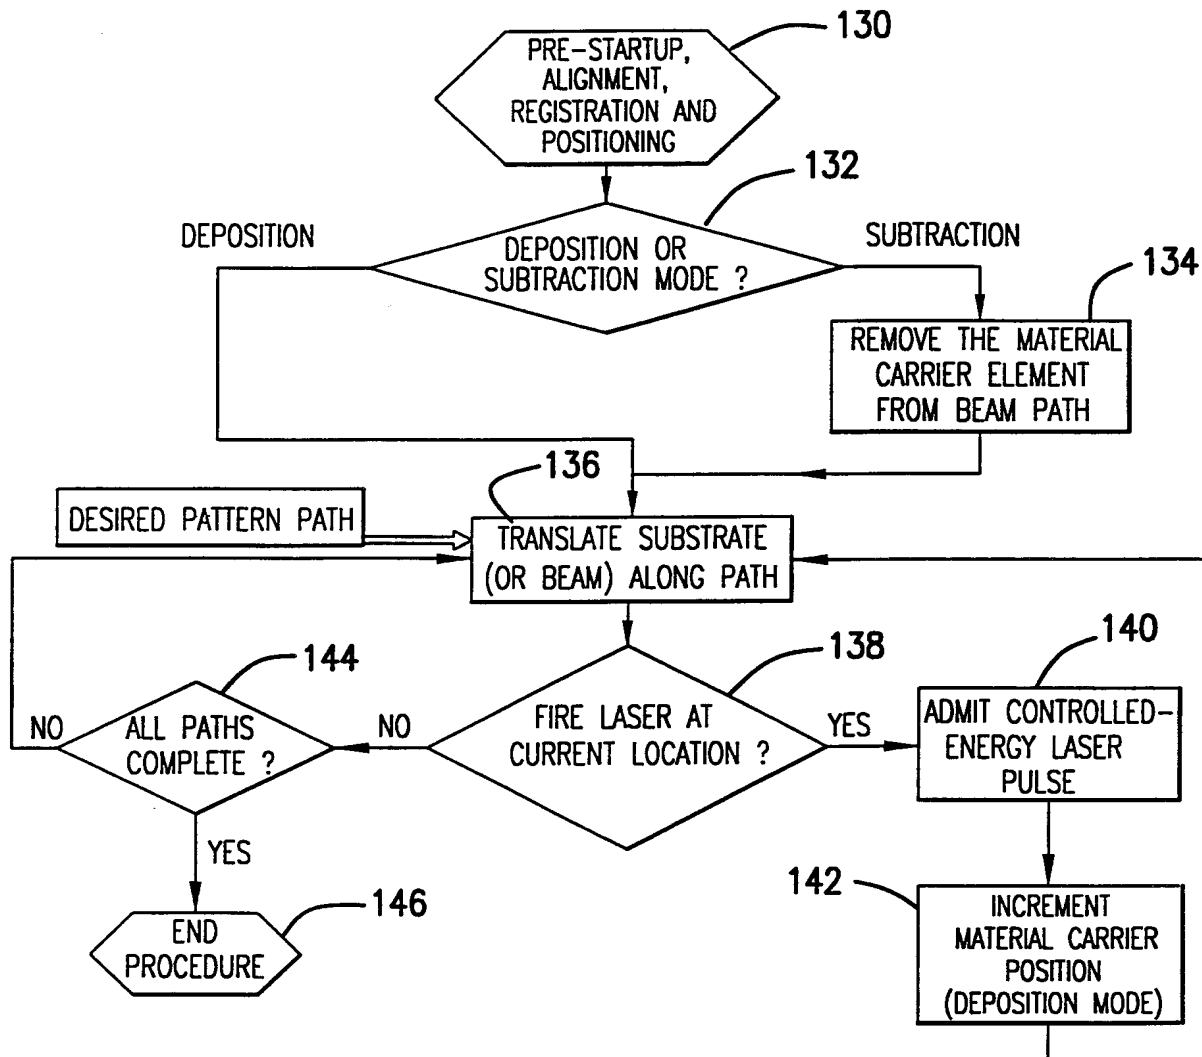 130
PRE-STARTUP,
ALIGNMENT,
REGISTRATION AND
POSITIONING
132
DEPOSITION
SUBTRACTION
DEPOSITION OR
SUBTRACTION MODE ?
134
REMOVE THE MATERIAL
CARRIER ELEMENT
FROM BEAM PATH
136
DESIRED PATTERN PATH
TRANSLATE SUBSTRATE
(OR BEAM) ALONG PATH
138
140
144
FIRE LASER AT
CURRENT LOCATION ?
YES
NO
ADMIT CONTROLLED-
ENERGY LASER
PULSE
ALL PATHS
COMPLETE ?
NO
YES
142
INCREMENT
MATERIAL CARRIER
POSITION
(DEPOSITION MODE)
146
END
PROCEDURE